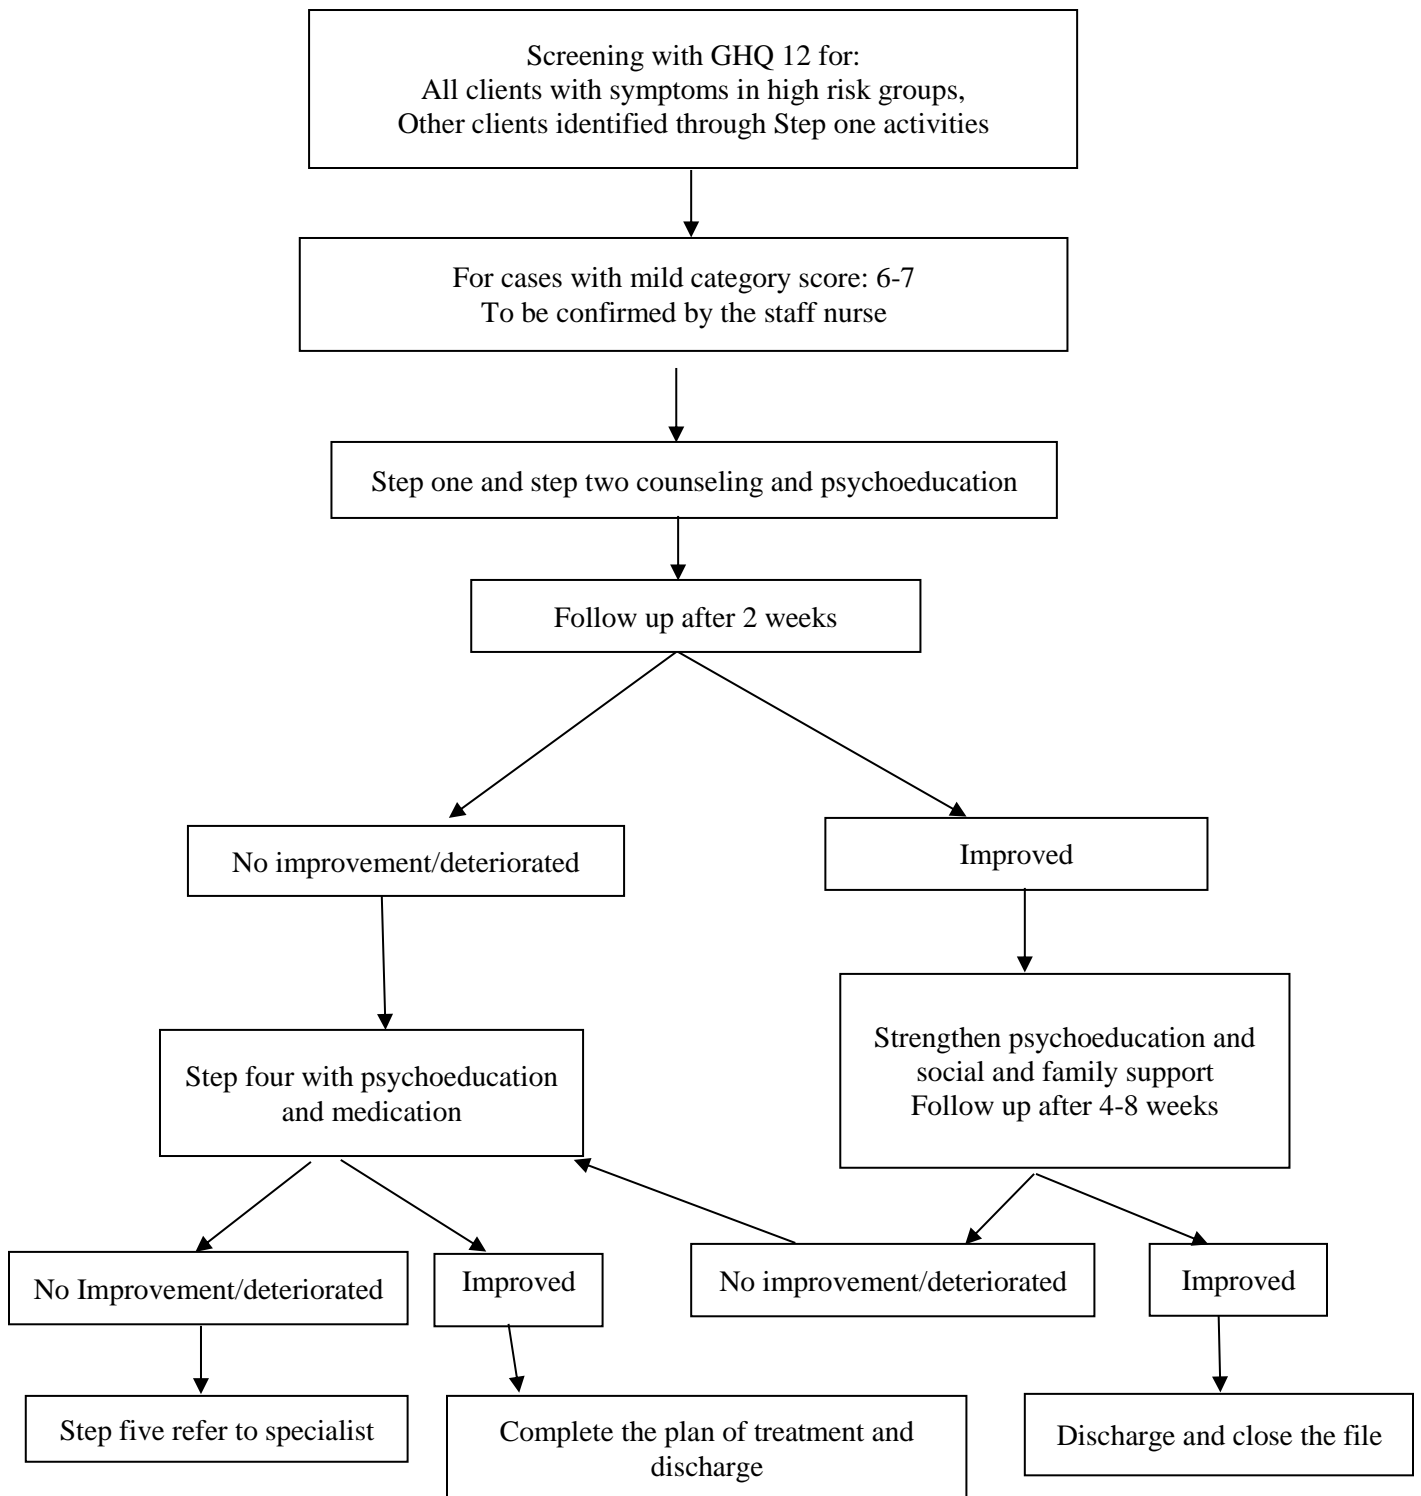 Screening with GHQ 12 for:
All clients with symptoms in high risk groups,
Other clients identified through Step one activities
For cases with mild category score: 6-7
To be confirmed by the staff nurse
Step one and step two counseling and psychoeducation
Follow up after 2 weeks
No improvement/deteriorated
Improved
Step four with psychoeducation
and medication
Strengthen psychoeducation and
social and family support
Follow up after 4-8 weeks
No Improvement/deteriorated
Improved
No improvement/deteriorated
Improved
Step five refer to specialist
Complete the plan of treatment and
discharge
Discharge and close the file